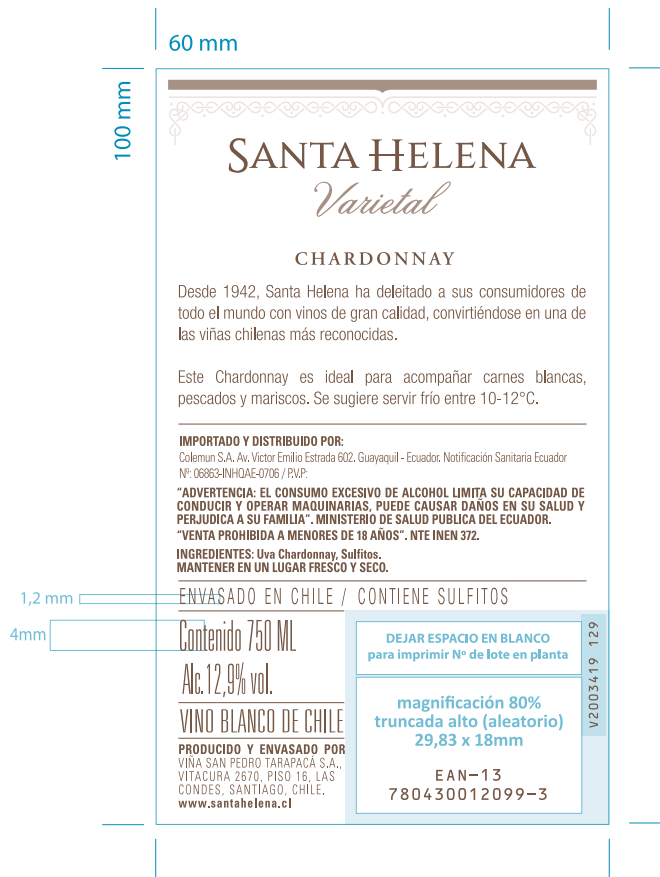 60 mm
100 mm
SANTA HELENA
Varietal
CHARDONNAY
Desde 1942, Santa Helena ha deleitado a sus consumidores de
todo el mundo con vinos de gran calidad, convirtiéndose en una de
las viñas chilenas más reconocidas.
Este Chardonnay es ideal para acompañar carnes blancas,
pescados y mariscos. Se sugiere servir frío entre 10-12°C.
IMPORTADO Y DISTRIBUIDO POR:
Colemun S.A. Av. Victor Emilio Estrada 602. Guayaquil - Ecuador. Notificación Sanitaria Ecuador
Nº: 06863-INHQAE-0706 / P.V.P:
"ADVERTENCIA: EL CONSUMO EXCESIVO DE ALCOHOL LIMITA SU CAPACIDAD DE
CONDUCIR Y OPERAR MAQUINARIAS, PUEDE CAUSAR DAÑOS EN SU SALUD Y
PERJUDICA A SU FAMILIA". MINISTERIO DE SALUD PUBLICA DEL ECUADOR.
"VENTA PROHIBIDA A MENORES DE 18 AÑOS". NTE INEN 372.
INGREDIENTES: Uva Chardonnay, Sulfitos.
MANTENER EN UN LUGAR FRESCO Y SECO.
1,2 mm
ENVASADO EN CHILE / CONTIENE SULFITOS
4mm
Contenido 750 ML
Alc.12,9% vol.
VINO BLANCO DE CHILE
PRODUCIDO Y ENVASADO POR
VIÑA SAN PEDRO TARAPACÁ S.A.,
VITACURA 2670, PISO 16, LAS
CONDES, SANTIAGO, CHILE.
www.santahelena.cl
DEJAR ESPACIO EN BLANCO
para imprimir Nº de lote en planta
V2003419 129
magnificación 80%
truncada alto (aleatorio)
29,83 x 18mm
EAN-13
780430012099-3